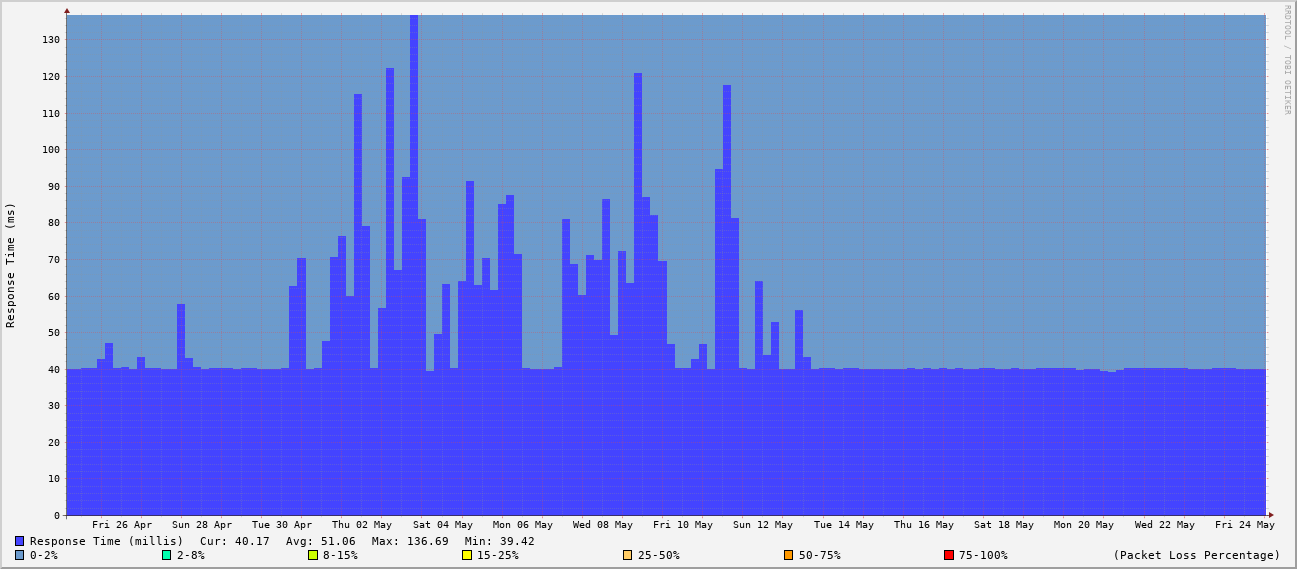 RRDTOOL / TOBI OETIKER
Response Time (ms)
130
120
110
100
90
80
70
60
50
40
30
20
10
0
Fri 26 Apr Sun 28 Apr Tue 30 Apr Thu 02 May Sat 04 May Mon 06 May Wed 08 May Fri 10 May Sun 12 May Tue 14 May Thu 16 May Sat 18 May Mon 20 May Wed 22 May Fri 24 May
Response Time (millis) Cur: 40.17 Avg: 51.06 Max: 136.69 Min: 39.42
0-2% 2-8% 8-15% 15-25% 25-50% 50-75% 75-100% (Packet Loss Percentage)